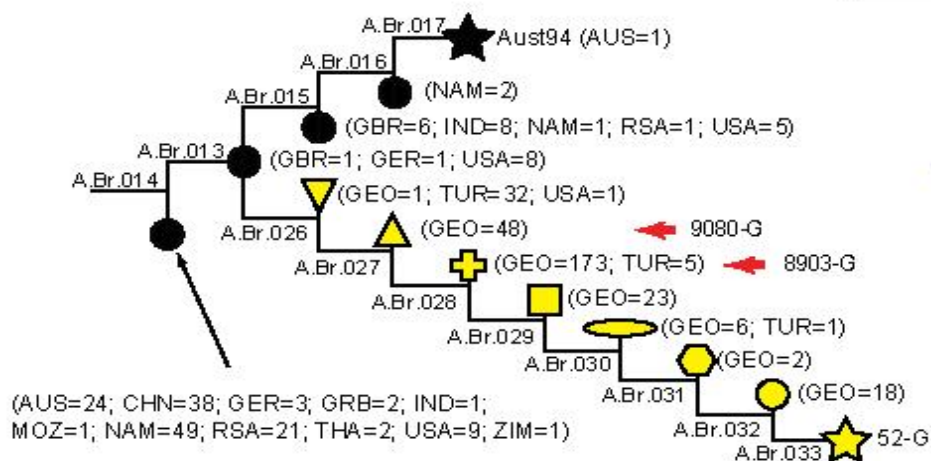 A.Br.017
Aust94 (AUS=1)
A.Br.016
(NAM=2)
A.Br.015
(GBR=6; IND=8; NAM=1; RSA=1; USA=5)
A.Br.013
(GBR=1; GER=1; USA=8)
A.Br.014
(GEO=1; TUR=32; USA=1)
A.Br.026
(GEO=48)
9080-G
A.Br.027
(GEO=173; TUR=5)
8903-G
A.Br.028
(GEO=23)
A.Br.029
(GEO=6; TUR=1)
A.Br.030
(GEO=2)
A.Br.031
(GEO=18)
A.Br.032
52-G
A.Br.033
(AUS=24; CHN=38; GER=3; GRB=2; IND=1;
MOZ=1; NAM=49; RSA=21; THA=2; USA=9; ZIM=1)